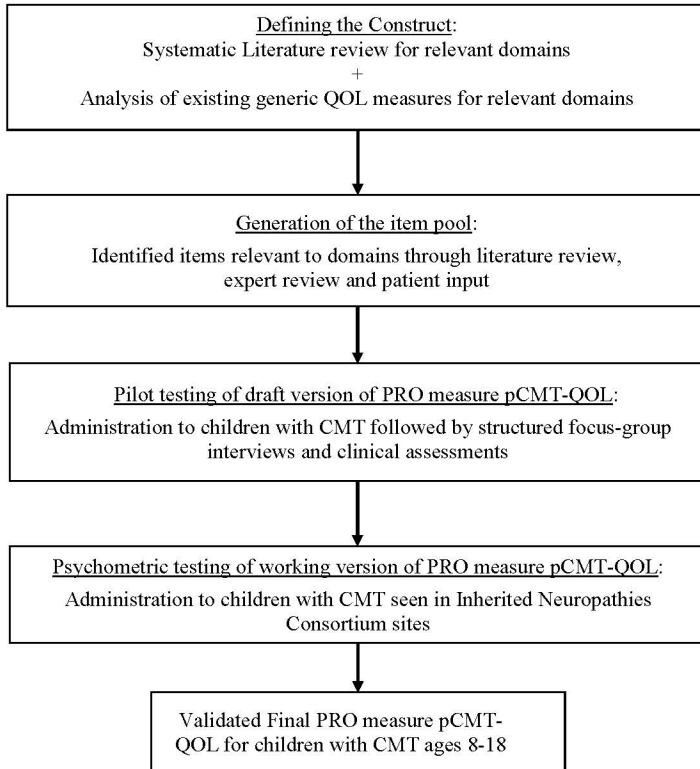 Defining the Construct:
Systematic Literature review for relevant domains
+
Analysis of existing generic QOL measures for relevant domains
Generation of the item pool:
Identified items relevant to domains through literature review,
expert review and patient input
Pilot testing of draft version of PRO measure pCMT-QOL:
Administration to children with CMT followed by structured focus-group
interviews and clinical assessments
Psychometric testing of working version of PRO measure pCMT-QOL:
Administration to children with CMT seen in Inherited Neuropathies
Consortium sites
Validated Final PRO measure pCMT-
QOL for children with CMT ages 8-18